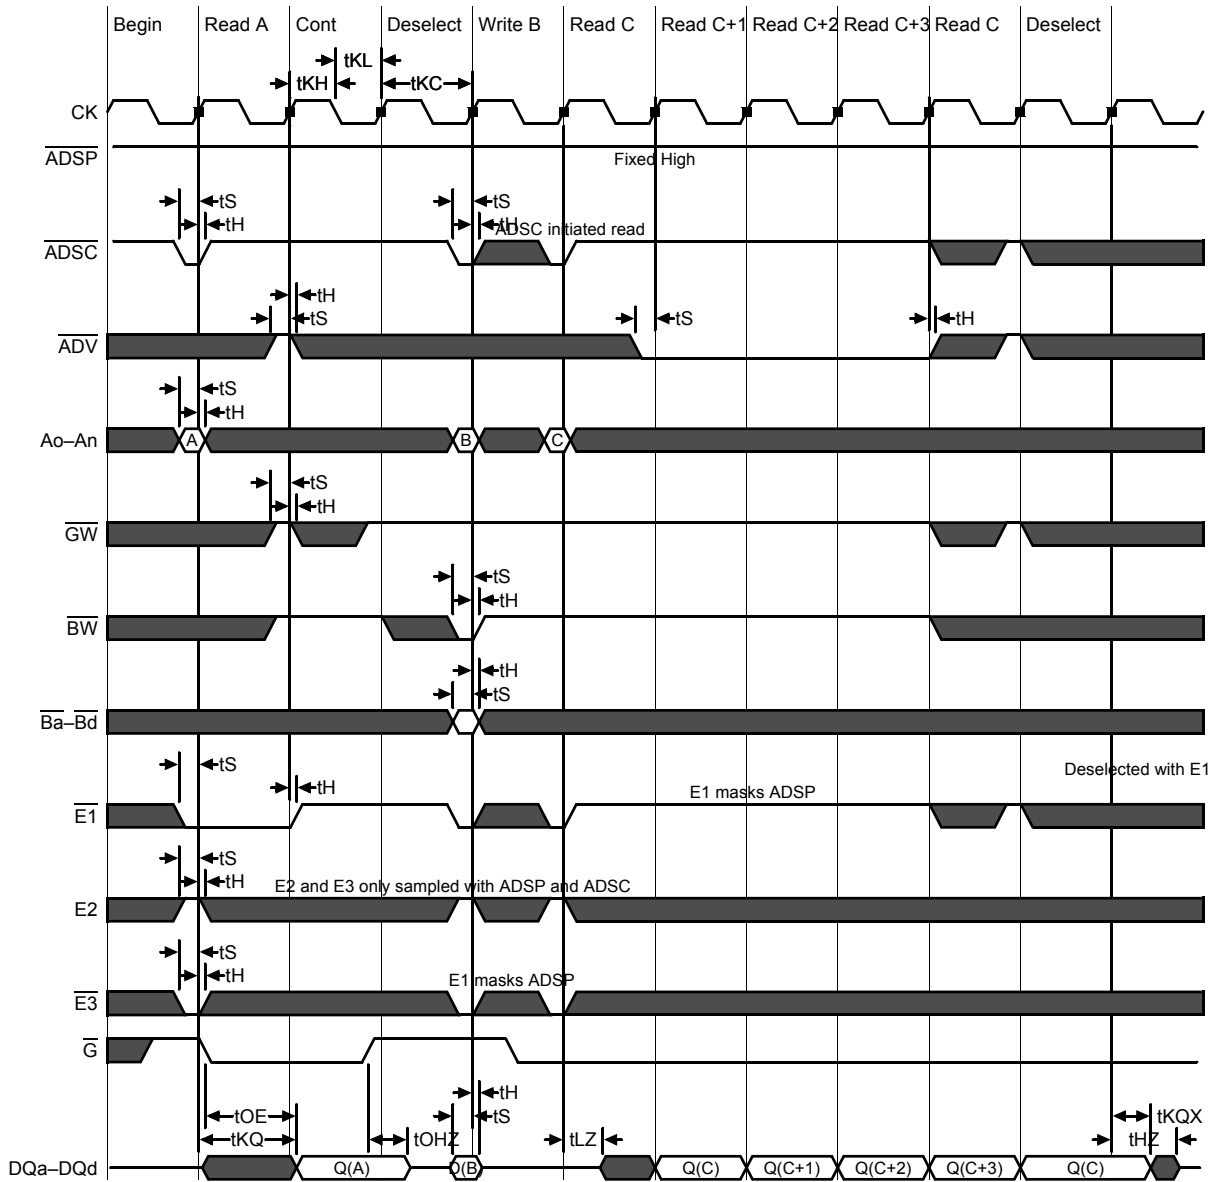 Begin Read A Cont Deselect Write B Read C Read C+1 Read C+2 Read C+3 Read C Deselect
tKL
tKH tKC
CK
ADSP
Fixed High
tS tS
tH tH
ADSC initiated read
ADSC
tH
tS tS tH
ADV
tS
tH
Ao–An A B C
tS
tH
GW
tS
tH
BW
tH
tS
Ba–Bd
tS
tH
Deselected with E1
E1 masks ADSP
E1
tS
tH
E2 and E3 only sampled with ADSP and ADSC
E2
tS
tH
E1 masks ADSP
E3
G
tH
tOE tS tKQX
tKQ tOHZ tLZ tHZ
DQa–DQd Q(A) D(B) Q(C) Q(C+1) Q(C+2) Q(C+3) Q(C)